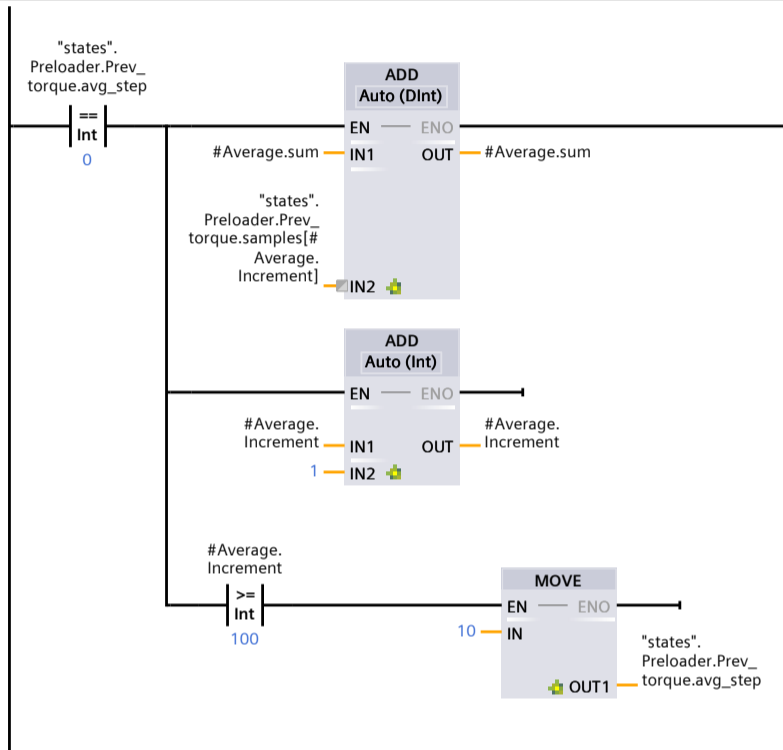 "states".
Preloader.Prev_
torque.avg_step
==
Int
0
ADD
Auto (DInt)
EN ENO
#Average.sum IN1 OUT #Average.sum
"states".
Preloader.Prev_
torque.samples[#
Average.
Increment]
IN2
ADD
Auto (Int)
EN ENO
#Average.
Increment
IN1 OUT
#Average.
Increment
1 IN2
#Average.
Increment
>=
Int
100
MOVE
EN ENO
10 IN
"states".
Preloader.Prev_
torque.avg_step
OUT1